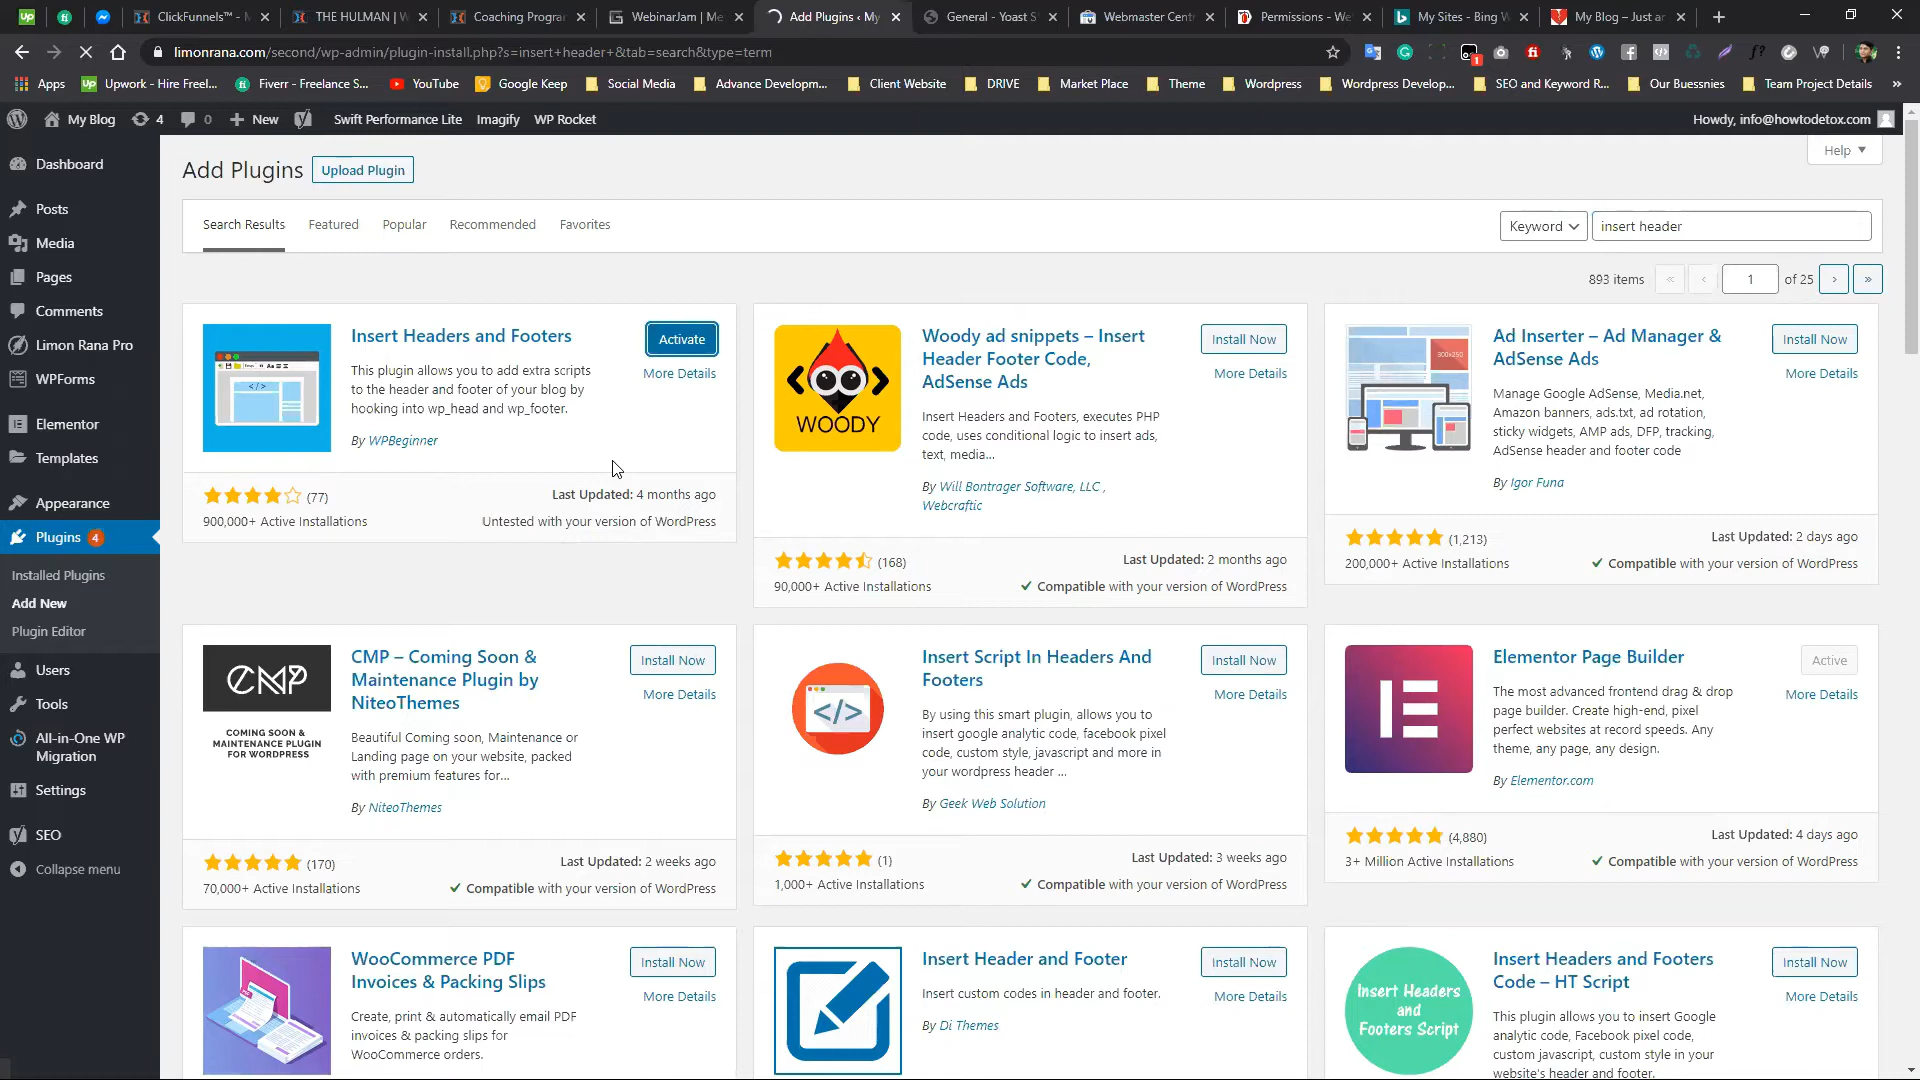 ClickFunnels™ - M
THE HULMAN | W
Coaching Progra
WebinarJam | Me
Add Plugins ‹ My
General - Yoast S
Webmaster Cent
Permissions - We
My Sites - Bing W
My Blog – Just an
limonrana.com/second/wp-admin/plugin-install.php?s=insert+header+&tab=search&type=term
Apps
Upwork - Hire Freel...
Fiverr - Freelance S...
YouTube
Google Keep
Social Media
Advance Developm...
Client Website
DRIVE
Market Place
Theme
Wordpress
Wordpress Develop...
SEO and Keyword R...
Our Buessnies
Team Project Details
My Blog
4
0
New
Swift Performance Lite
Imagify
WP Rocket
Howdy, info@howtodetox.com
Dashboard
Posts
Media
Pages
Comments
Limon Rana Pro
WPForms
Elementor
Templates
Appearance
Plugins 4
Installed Plugins
Add New
Plugin Editor
Users
Tools
All-in-One WP
Migration
Settings
SEO
Collapse menu
Help
Add Plugins
Upload Plugin
Search Results
Featured
Popular
Recommended
Favorites
Keyword
insert header
893 items
«
‹
1
of 25
›
»
Insert Headers and Footers
Activate
More Details
This plugin allows you to add extra scripts
to the header and footer of your blog by
hooking into wp_head and wp_footer.
By WPBeginner
(77)
900,000+ Active Installations
Last Updated: 4 months ago
Untested with your version of WordPress
WOODY
Woody ad snippets – Insert
Header Footer Code,
AdSense Ads
Install Now
More Details
Insert Headers and Footers, executes PHP
code, uses conditional logic to insert ads,
text, media...
By Will Bontrager Software, LLC ,
Webcraftic
(168)
90,000+ Active Installations
Last Updated: 2 months ago
Compatible with your version of WordPress
300x250
Ad Inserter – Ad Manager &
AdSense Ads
Install Now
More Details
Manage Google AdSense, Media.net,
Amazon banners, ads.txt, ad rotation,
sticky widgets, AMP ads, DFP, tracking,
AdSense header and footer code
By Igor Funa
(1,213)
200,000+ Active Installations
Last Updated: 2 days ago
Compatible with your version of WordPress
CMP
COMING SOON &
MAINTENANCE PLUGIN
FOR WORDPRESS
CMP – Coming Soon &
Maintenance Plugin by
NiteoThemes
Install Now
More Details
Beautiful Coming soon, Maintenance or
Landing page on your website, packed
with premium features for...
By NiteoThemes
(170)
70,000+ Active Installations
Last Updated: 2 weeks ago
Compatible with your version of WordPress
</>
Insert Script In Headers And
Footers
Install Now
More Details
By using this smart plugin, allows you to
insert google analytic code, facebook pixel
code, custom style, javascript and more in
your wordpress header ...
By Geek Web Solution
(1)
1,000+ Active Installations
Last Updated: 3 weeks ago
Compatible with your version of WordPress
Elementor Page Builder
Active
More Details
The most advanced frontend drag & drop
page builder. Create high-end, pixel
perfect websites at record speeds. Any
theme, any page, any design.
By Elementor.com
(4,880)
3+ Million Active Installations
Last Updated: 4 days ago
Compatible with your version of WordPress
WooCommerce PDF
Invoices & Packing Slips
Install Now
More Details
Create, print & automatically email PDF
invoices & packing slips for
WooCommerce orders.
Insert Header and Footer
Install Now
More Details
Insert custom codes in header and footer.
By Di Themes
Insert Headers
and
Footers Script
Insert Headers and Footers
Code – HT Script
Install Now
More Details
This plugin allows you to insert Google
analytic code, Facebook pixel code,
custom javascript, custom style in your
website's header and footer.